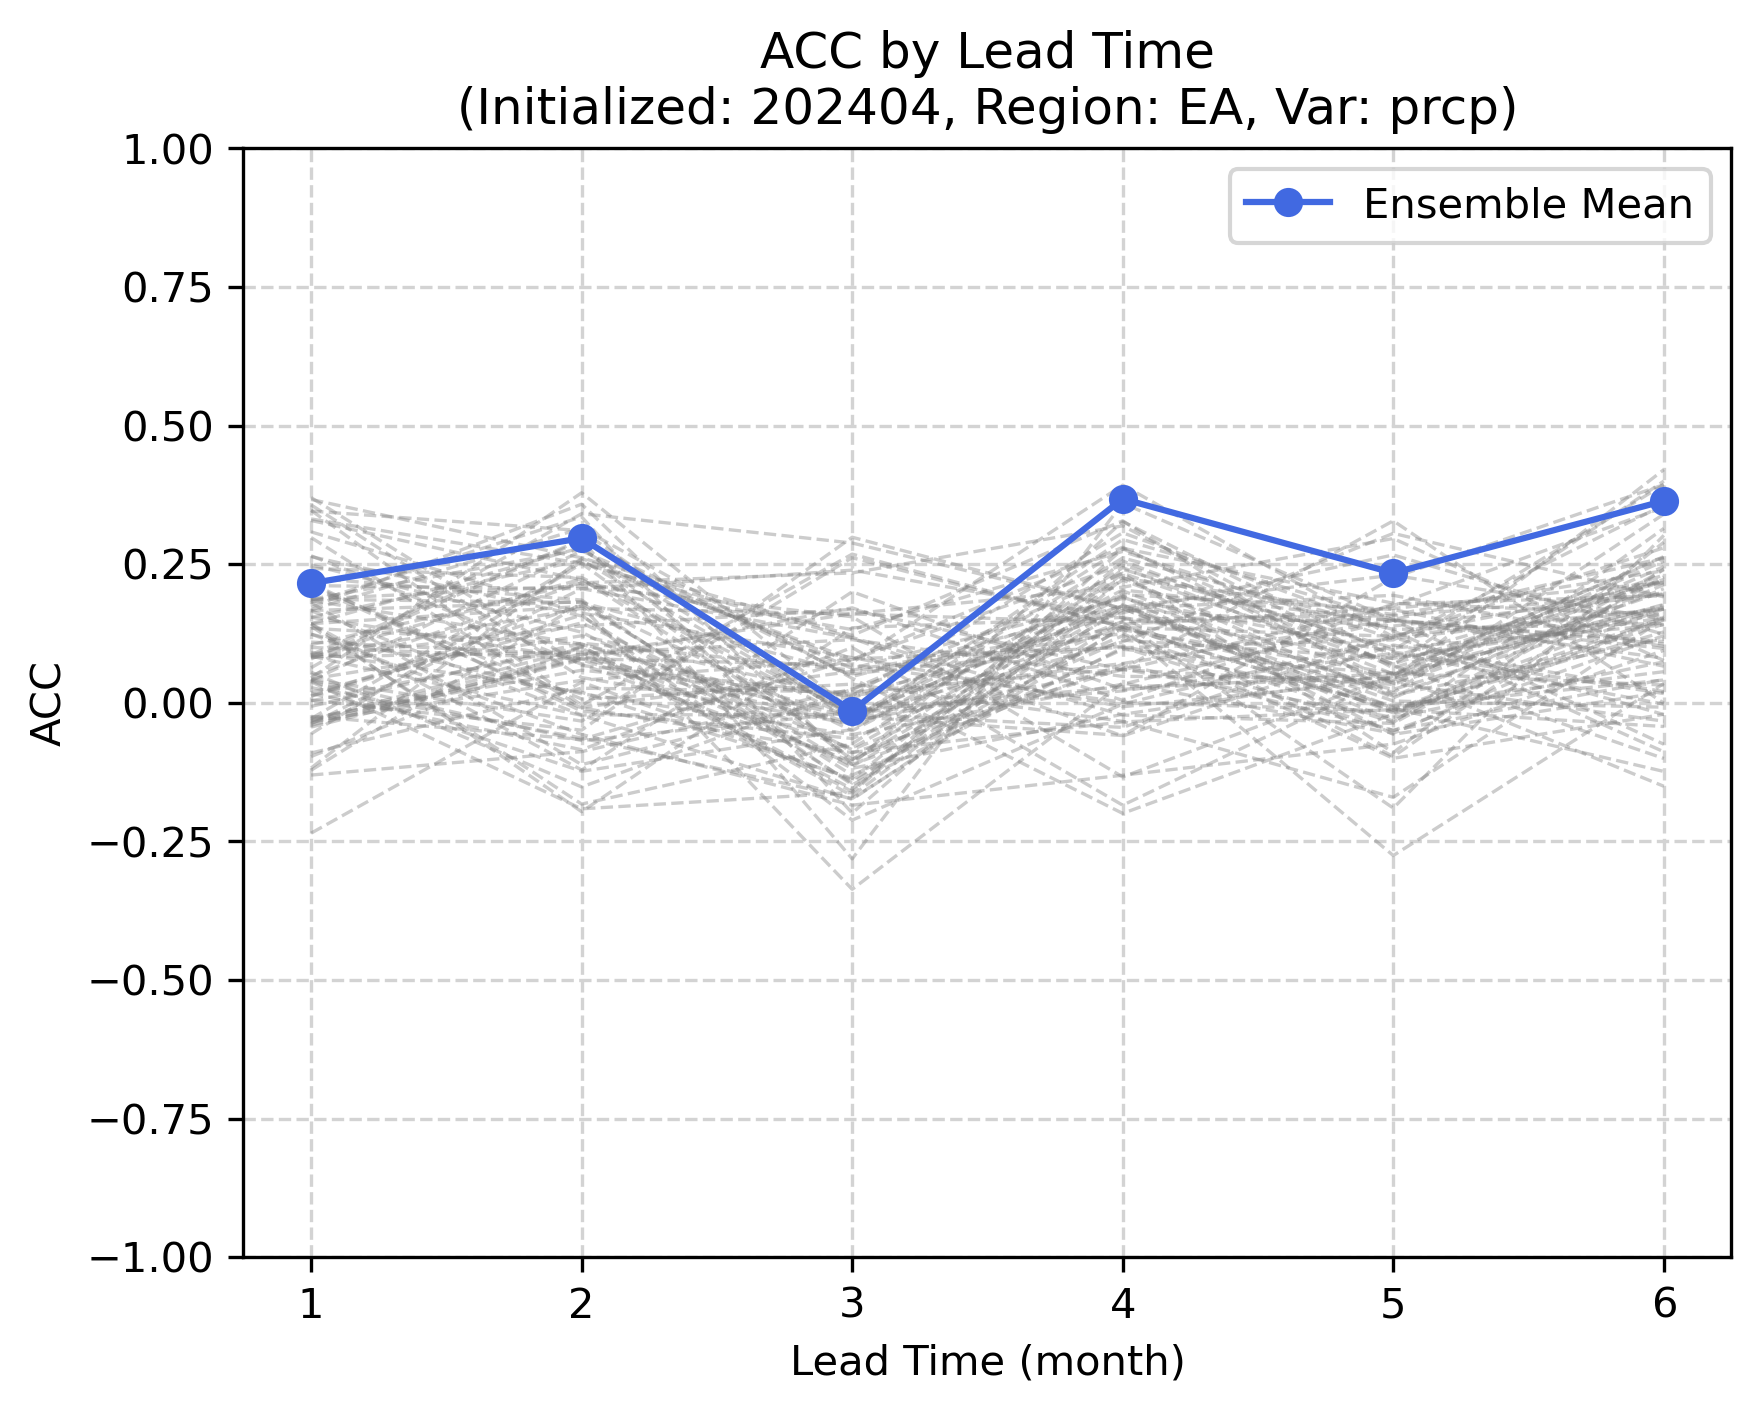 ACC by Lead Time
(Initialized: 202404, Region: EA, Var: prcp)
Ensemble Mean
1.00
0.75
0.50
0.25
0.00
−0.25
−0.50
−0.75
−1.00
ACC
1 2 3 4 5 6
Lead Time (month)